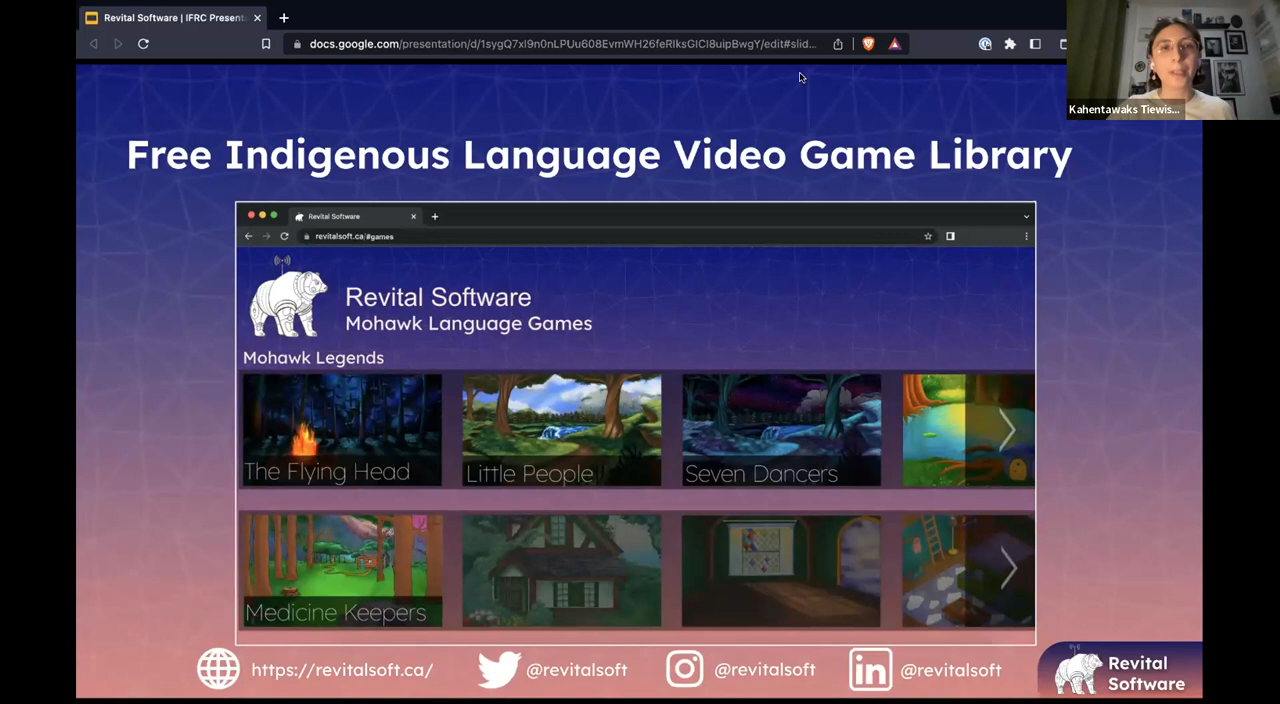 Revital Software | IFRC Present
docs.google.com/presentation/d/1sygQ7xI9n0nLPUu608EvmWH26feRIksGICI8uipBwgY/edit#slid...
Kahentawaks Tiewis...
Free Indigenous Language Video Game Library
Revital Software
revitalsoft.ca/#games
Revital Software
Mohawk Language Games
Mohawk Legends
The Flying Head
Little People
Seven Dancers
Medicine Keepers
https://revitalsoft.ca/
@revitalsoft
@revitalsoft
@revitalsoft
Revital
Software